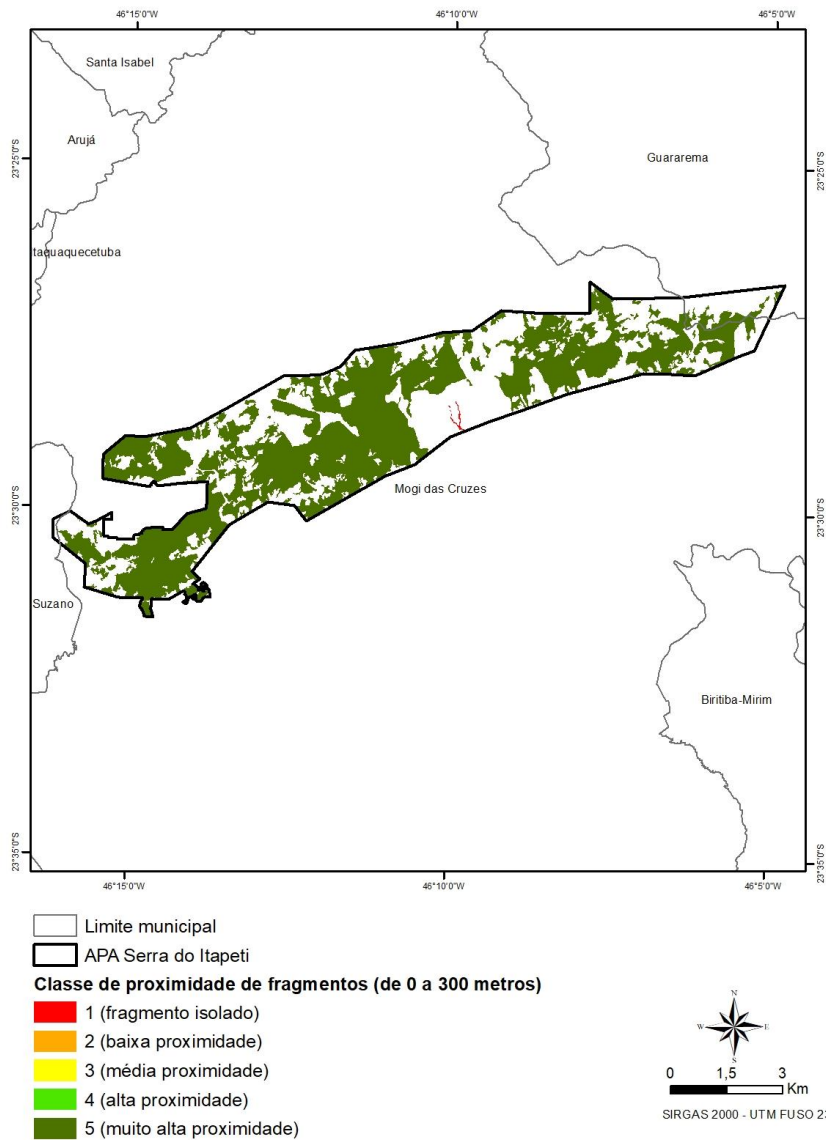 46°15'0"W
46°10'0"W
46°5'0"W
Santa Isabel
Arujá
Guararema
23°25'0"S
23°25'0"S
taquaquecetuba
Mogi das Cruzes
23°30'0"S
23°30'0"S
Suzano
Biritiba-Mirim
23°35'0"S
23°35'0"S
46°15'0"W
46°10'0"W
46°5'0"W
Limite municipal
APA Serra do Itapeti
Classe de proximidade de fragmentos (de 0 a 300 metros)
1 (fragmento isolado)
2 (baixa proximidade)
3 (média proximidade)
4 (alta proximidade)
5 (muito alta proximidade)
N
W
E
S
0 1,5 3
Km
SIRGAS 2000 - UTM FUSO 23